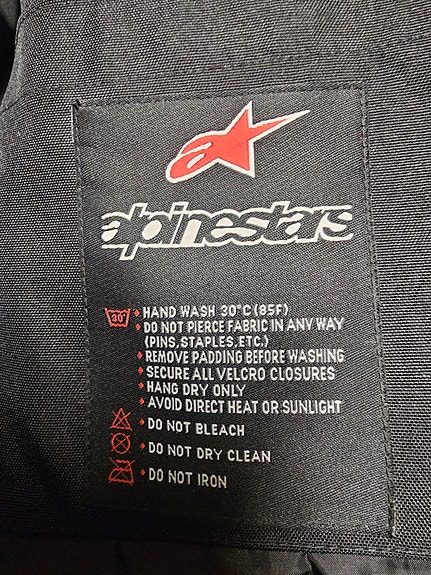 alpinestars
30°
HAND WASH 30°C(85F)
DO NOT PIERCE FABRIC IN ANY WAY
(PINS,STAPLES,ETC.)
REMOVE PADDING BEFORE WASHING
SECURE ALL VELCRO CLOSURES
HANG DRY ONLY
AVOID DIRECT HEAT OR SUNLIGHT
DO NOT BLEACH
DO NOT DRY CLEAN
DO NOT IRON